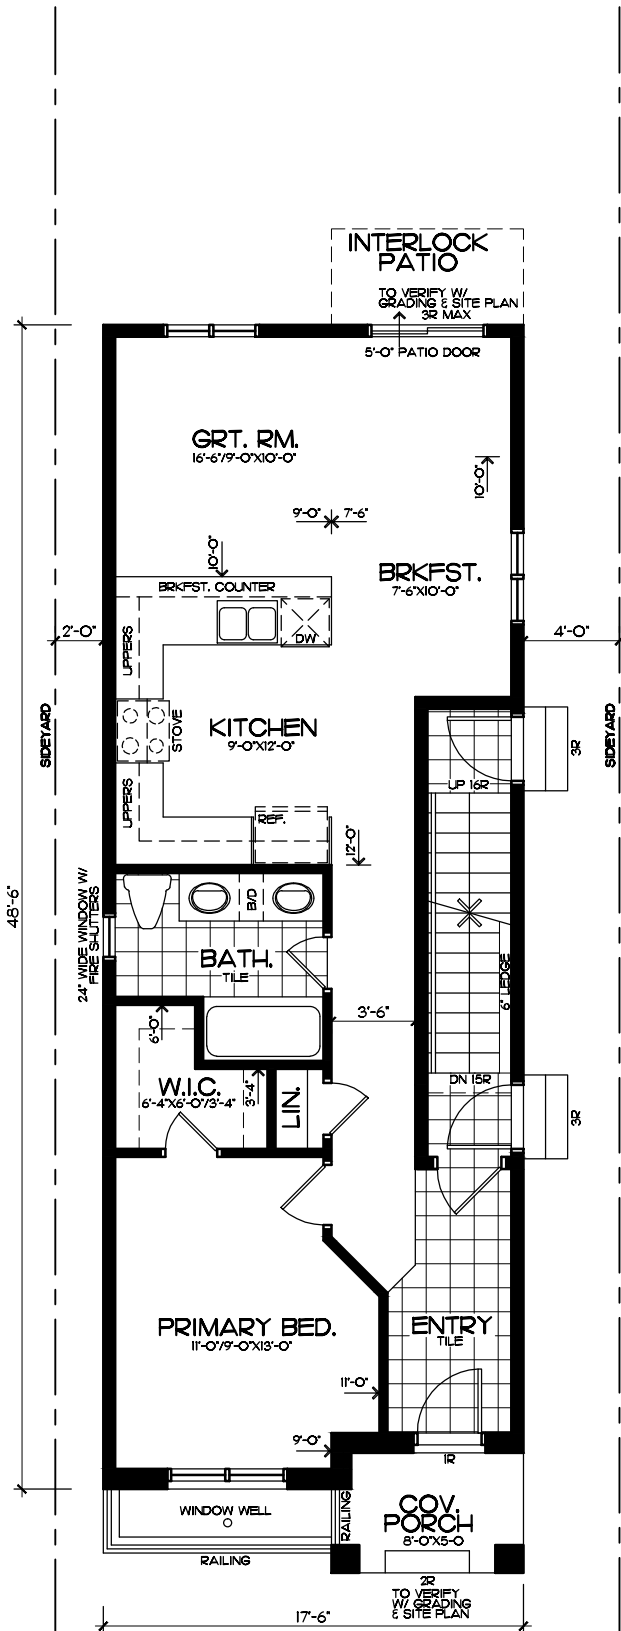 INTERLOCK
PATIO
TO VERIFY W/
GRADING & SITE PLAN
3R MAX
5'-0" PATIO DOOR
GRT. RM.
16'-6"/9'-0"X10'-0"
10'-0"
9'-0" 7'-6"
10'-0"
BRKFST.
7'-6"X10'-0"
BRKFST. COUNTER
DW
2'-0"
4'-0"
UPPERS
STOVE
KITCHEN
9'-0"X12'-0"
SIDEYARD
SIDEYARD
3R
UP 16R
UPPERS
REF.
12'-0"
48'-6"
24" WIDE WINDOW W/
FIRE SHUTTERS
B/D
BATH.
TILE
6" LEDGE
3'-6"
6'-0"
W.I.C.
6'-4"X6'-0"/3'-4"
3'-4"
LIN.
DN 15R
3R
PRIMARY BED.
11'-0"/9'-0"X13'-0"
ENTRY
TILE
11'-0"
9'-0"
1R
WINDOW WELL
RAILING
RAILING
COV.
PORCH
8'-0"X5-0
2R
TO VERIFY
W/ GRADING
& SITE PLAN
17'-6"